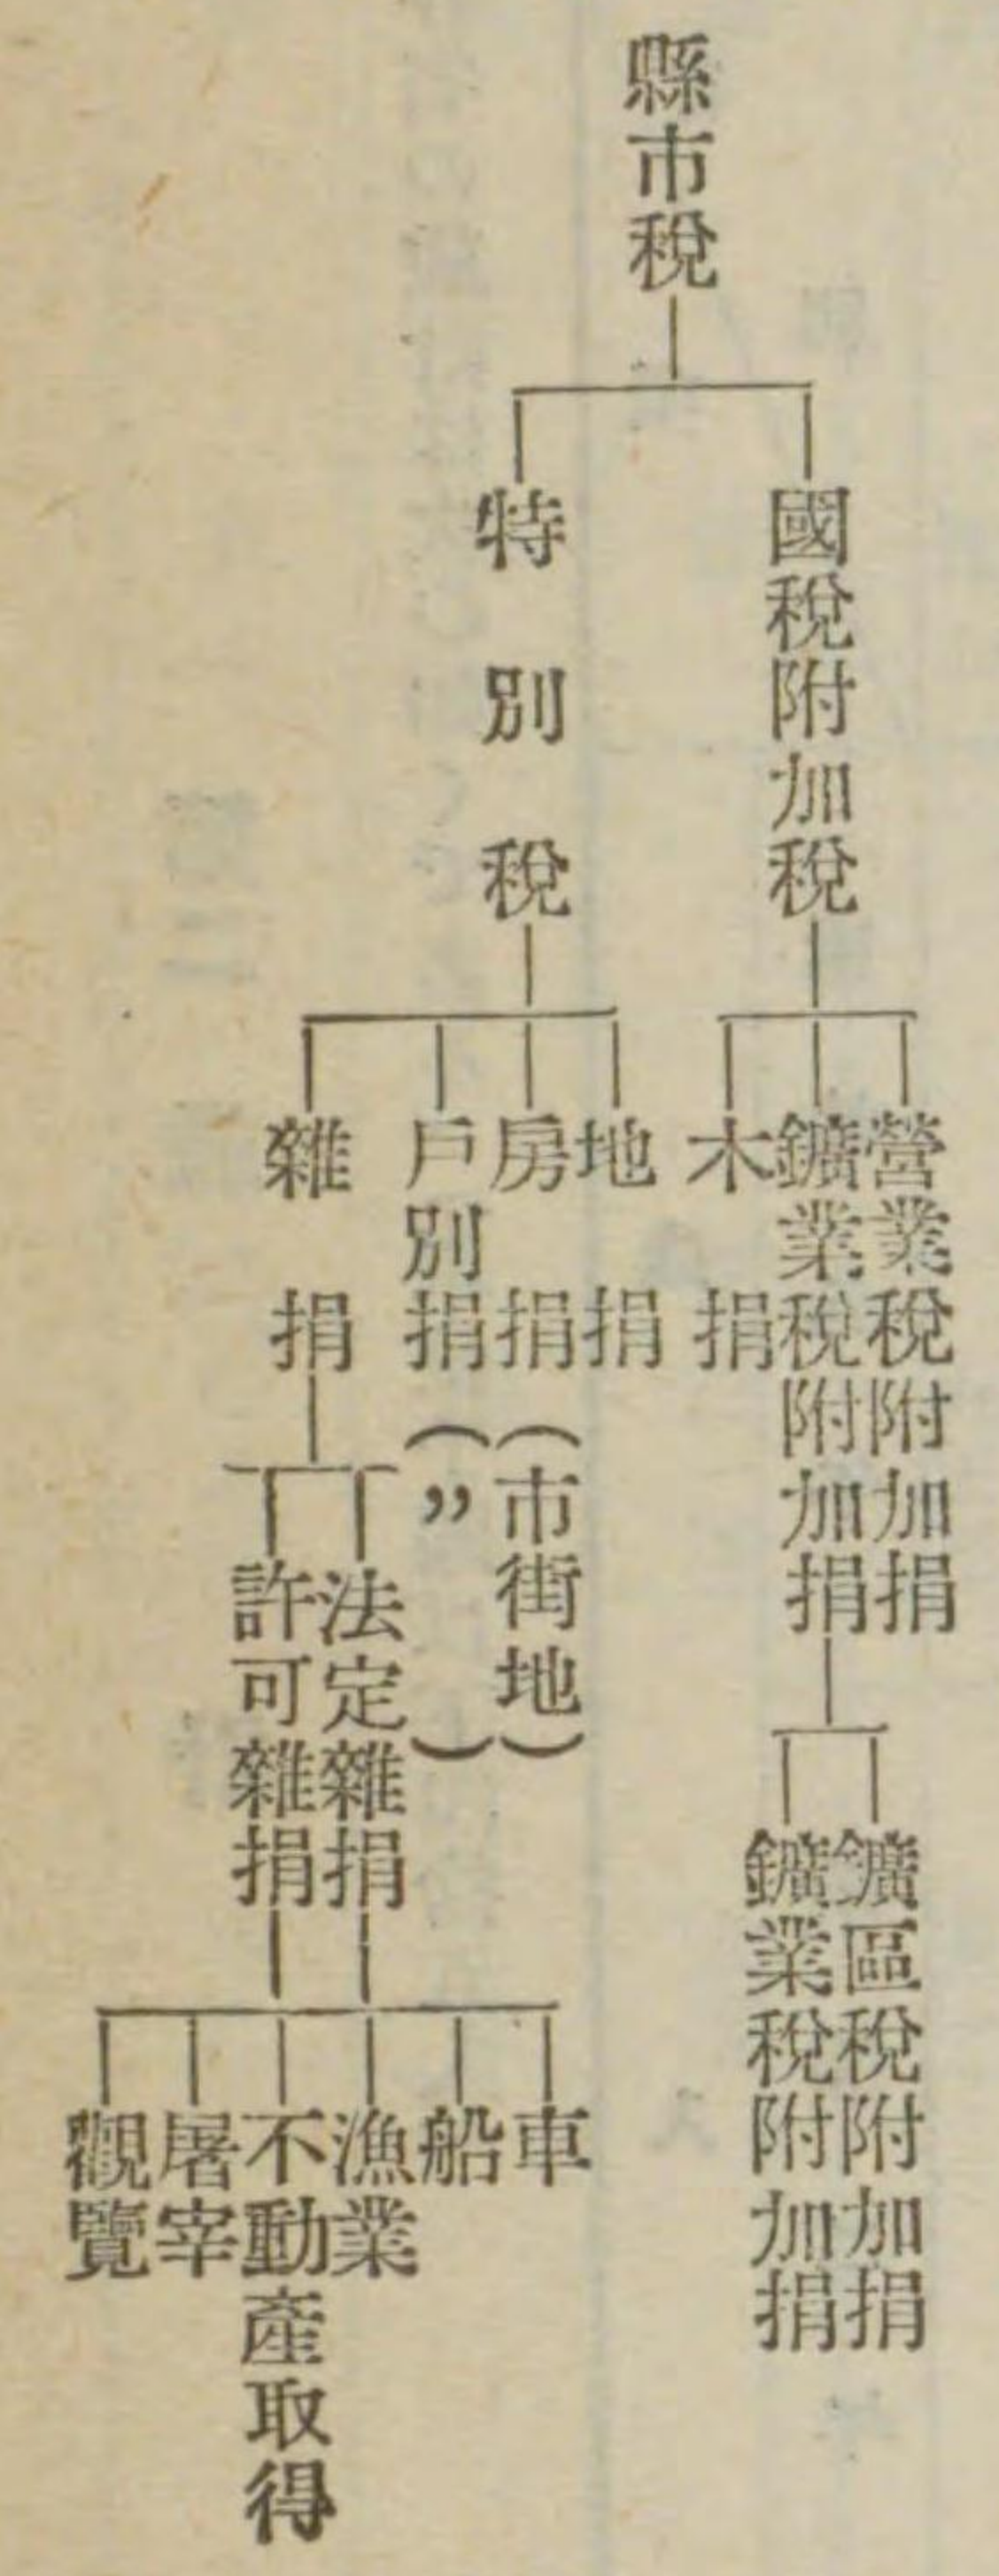 縣市稅
國稅附加稅
特別稅
營業稅附加捐
鑛業稅附加捐
木捐
地捐
房捐(市街地)
戶別捐(〃)
雜捐
鑛區稅附加捐
鑛業稅附加捐
法定雜捐
許可雜捐
車
船
漁業
不動產取得
屠宰
觀覽